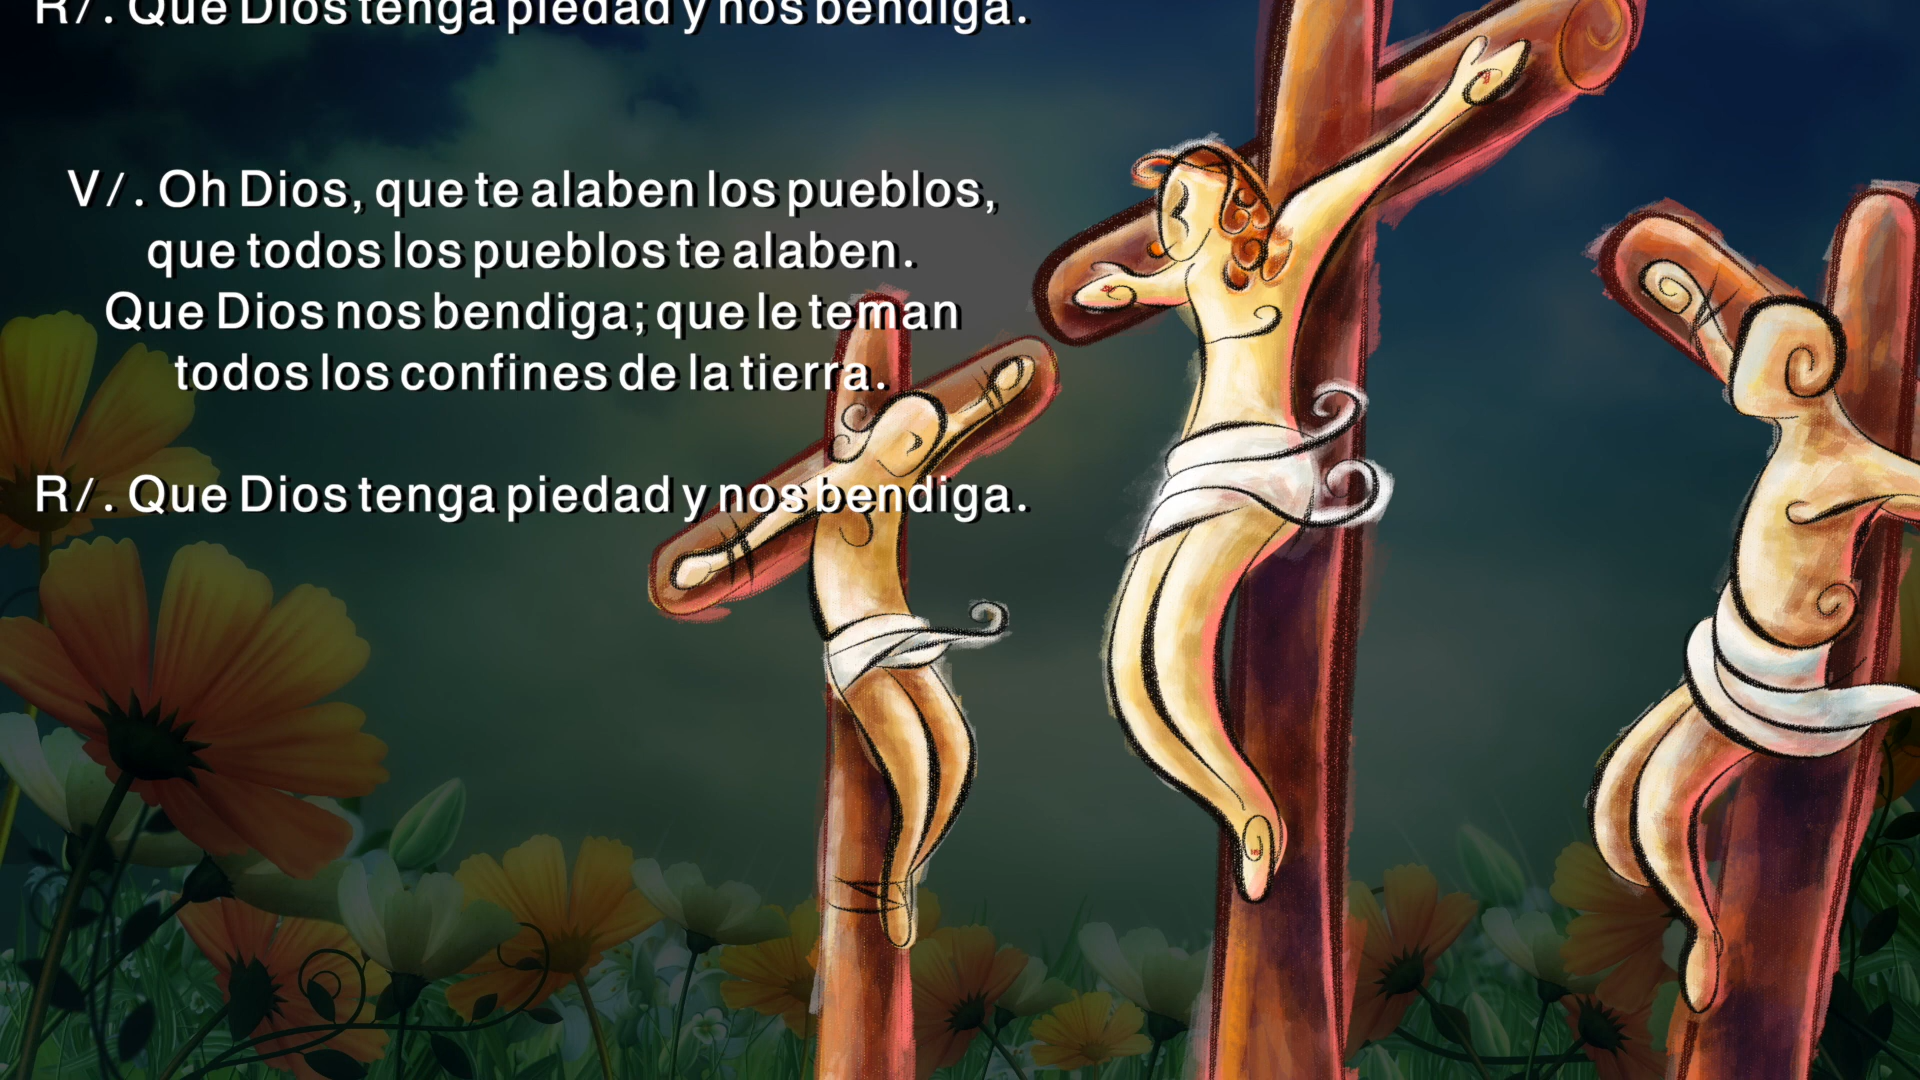 R/. Que Dios tenga piedad y nos bendiga.
V/. Oh Dios, que te alaben los pueblos,
que todos los pueblos te alaben.
Que Dios nos bendiga; que le teman
todos los confines de la tierra.
R/. Que Dios tenga piedad y nos bendiga.